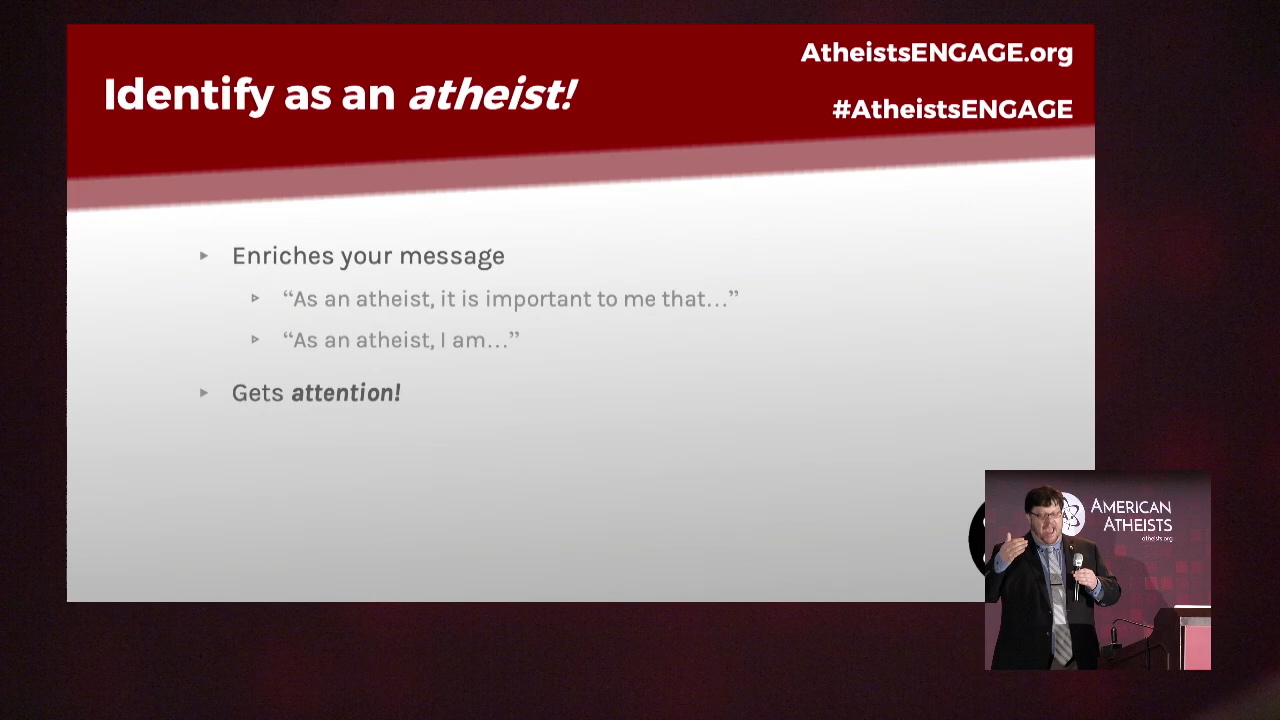 Identify as an atheist!
AtheistsENGAGE.org
#AtheistsENGAGE
▸ Enriches your message
▹ “As an atheist, it is important to me that…”
▹ “As an atheist, I am…”
▸ Gets attention!
AMERICAN
ATHEISTS
atheists.org